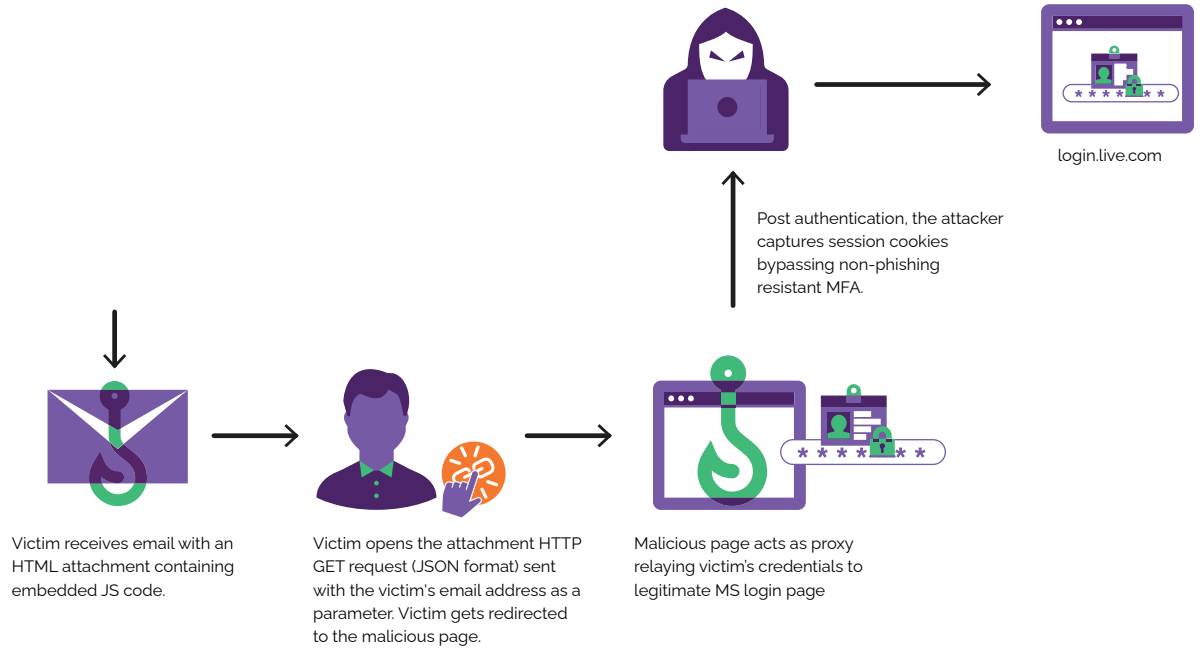 login.live.com
Post authentication, the attacker
captures session cookies
bypassing non-phishing
resistant MFA.
Victim receives email with an
HTML attachment containing
embedded JS code.
Victim opens the attachment HTTP
GET request (JSON format) sent
with the victim's email address as a
parameter. Victim gets redirected
to the malicious page.
Malicious page acts as proxy
relaying victim’s credentials to
legitimate MS login page